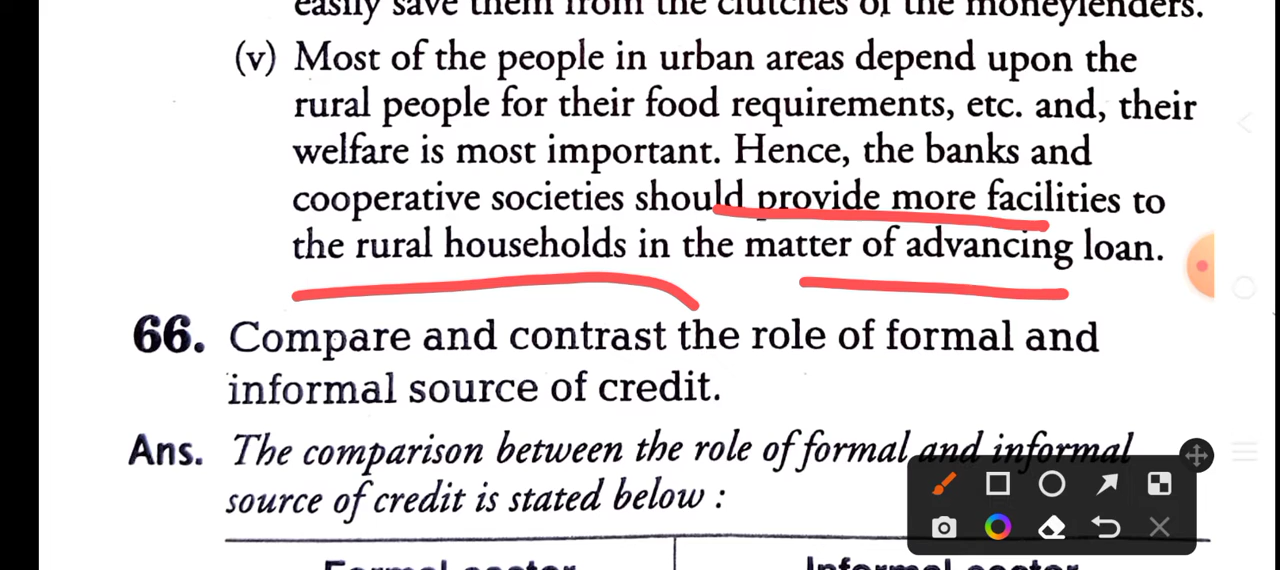 easily save them from the clutches of the moneylenders.
(v) Most of the people in urban areas depend upon the
rural people for their food requirements, etc. and, their
welfare is most important. Hence, the banks and
cooperative societies should provide more facilities to
the rural households in the matter of advancing loan.
66. Compare and contrast the role of formal and
informal source of credit.
Ans. The comparison between the role of formal and informal
source of credit is stated below :
Formal sector Informal sector